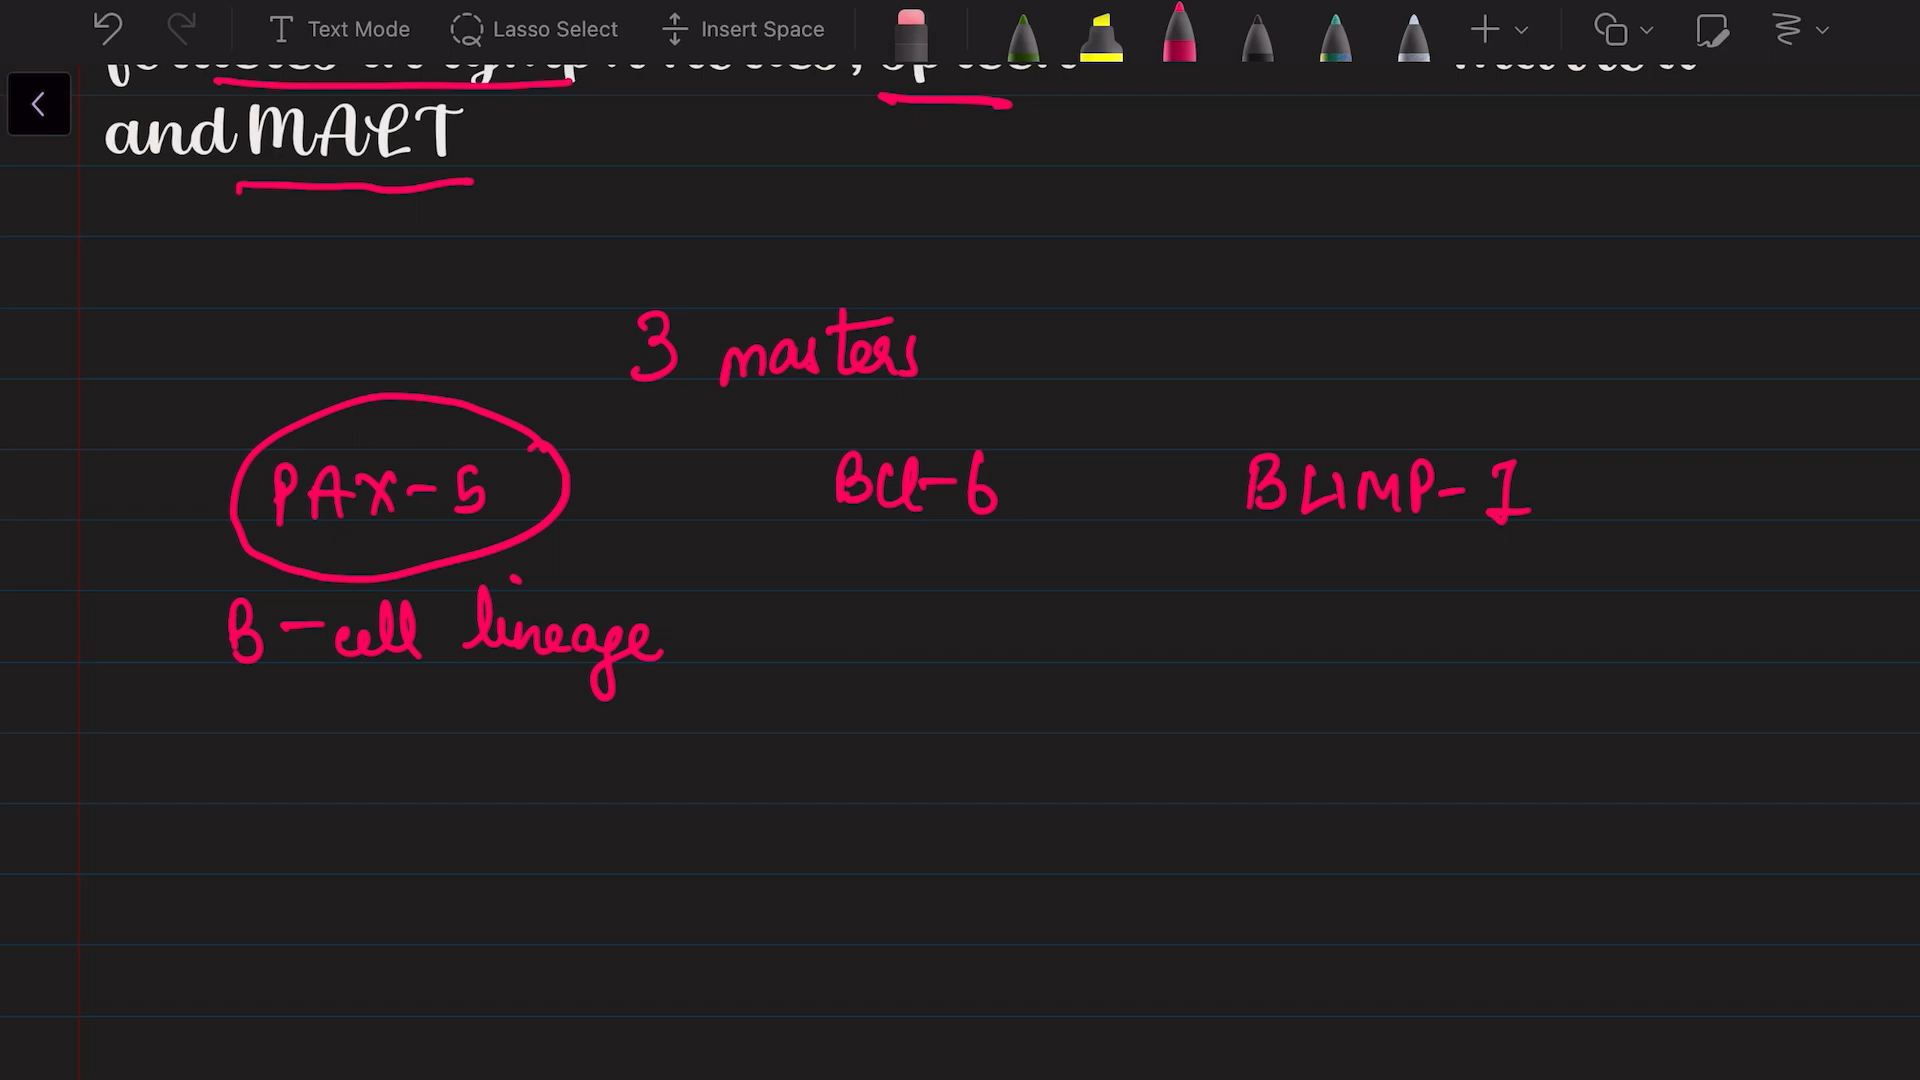 Text Mode Lasso Select Insert Space
and MALT
3 masters
PAX-5 BCl-6 BLIMP-1
B-cell lineage